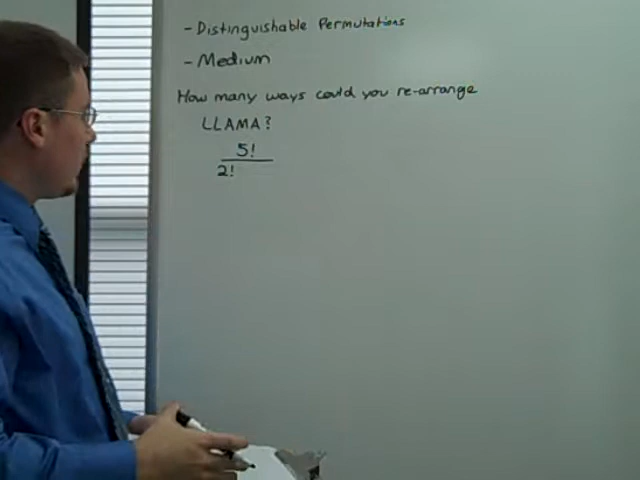 - Distinguishable Permutations
- Medium
How many ways could you re-arrange
LLAMA?
5!
2!